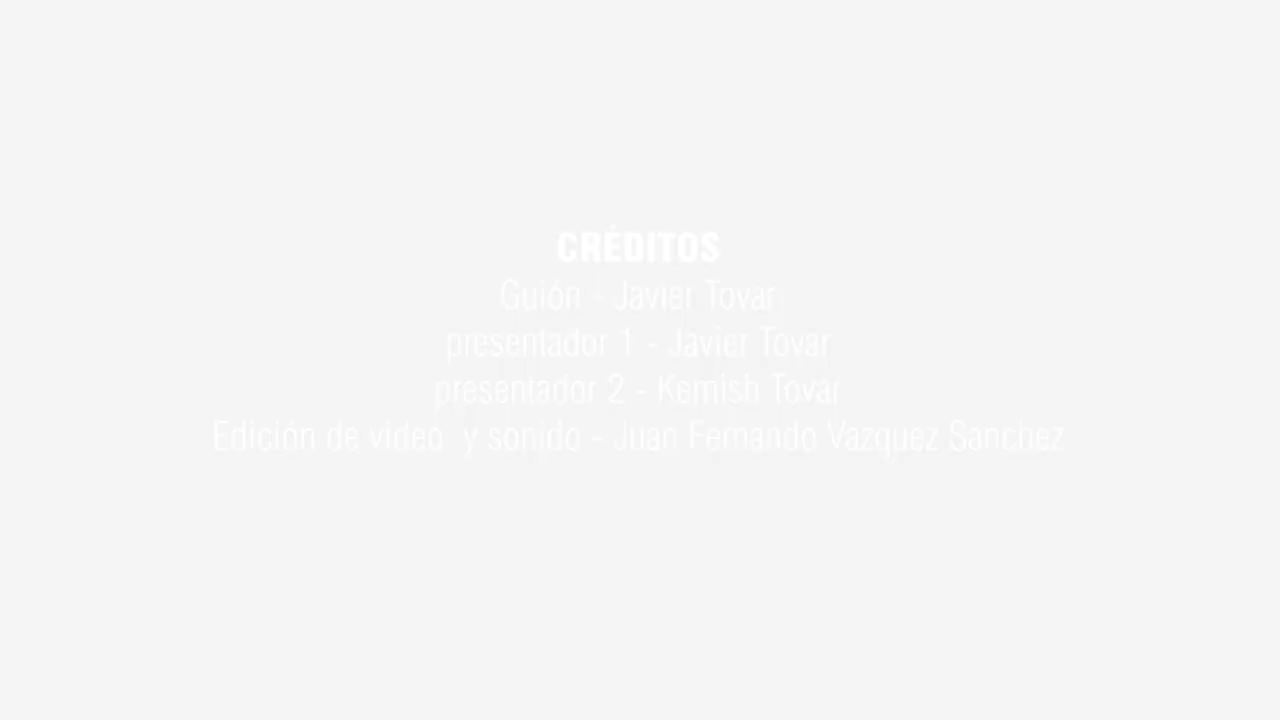 CRÉDITOS
Guión - Javier Tovar
presentador 1 - Javier Tovar
presentador 2 - Kernish Tovar
Edición de video y sonido - Juan Fernando Vazquez Sanchez